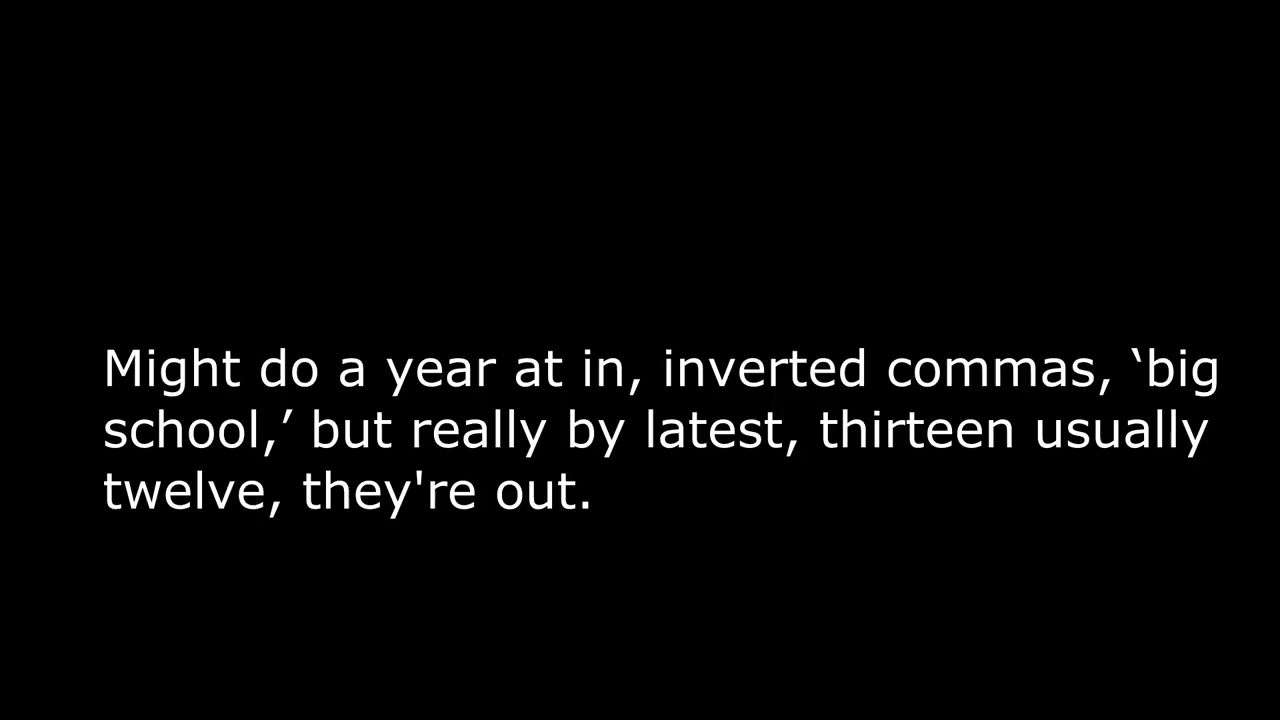 Might do a year at in, inverted commas, ‘big
school,’ but really by latest, thirteen usually
twelve, they're out.